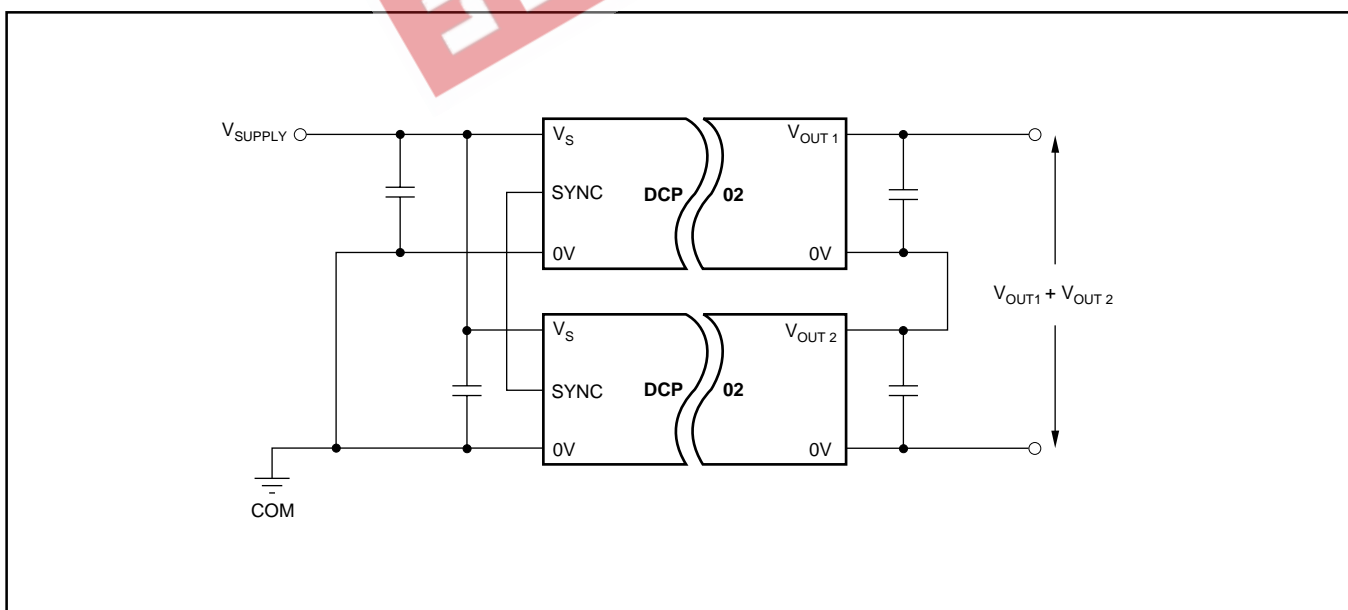 V_SUPPLY
V_S
SYNC
0V
DCP
02
V_OUT 1
0V
V_S
SYNC
0V
DCP
02
V_OUT 2
0V
V_OUT1 + V_OUT 2
COM